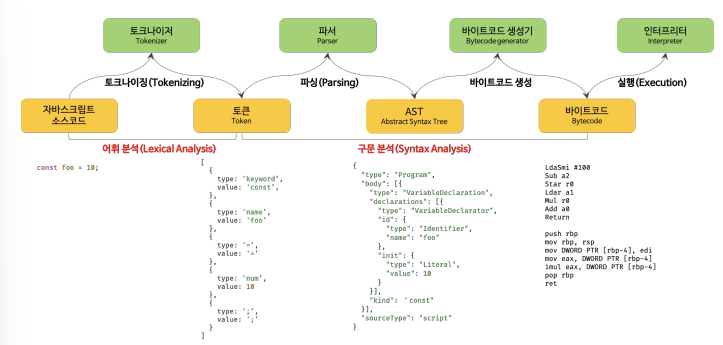 토크나이저
Tokenizer
파서
Parser
바이트코드 생성기
Bytecode generator
인터프리터
Interpreter
토크나이징(Tokenizing)
파싱(Parsing)
바이트코드 생성
실행(Execution)
자바스크립트
소스코드
토큰
Token
AST
Abstract Syntax Tree
바이트코드
Bytecode
어휘 분석(Lexical Analysis)
구문 분석(Syntax Analysis)
const foo = 10;
[
{
type: 'keyword',
value: 'const',
},
{
type: 'name',
value: 'foo'
},
{
type: '=',
value: '='
},
{
type: 'num',
value: 10
},
{
type: ';',
value: ';'
}
]
{
"type": "Program",
"body": [{
"type": "VariableDeclaration",
"declarations": [{
"type": "VariableDeclarator",
"id": {
"type": "Identifier",
"name": "foo"
},
"init": {
"type": "Literal",
"value": 10
}
}],
"kind": 'const"
}],
"sourceType": "script"
}
LdaSmi #100
Sub a2
Star r0
Ldar a1
Mul r0
Add a0
Return
push rbp
mov rbp, rsp
mov DWORD PTR [rbp-4], edi
mov eax, DWORD PTR [rbp-4]
imul eax, DWORD PTR [rbp-4]
pop rbp
ret